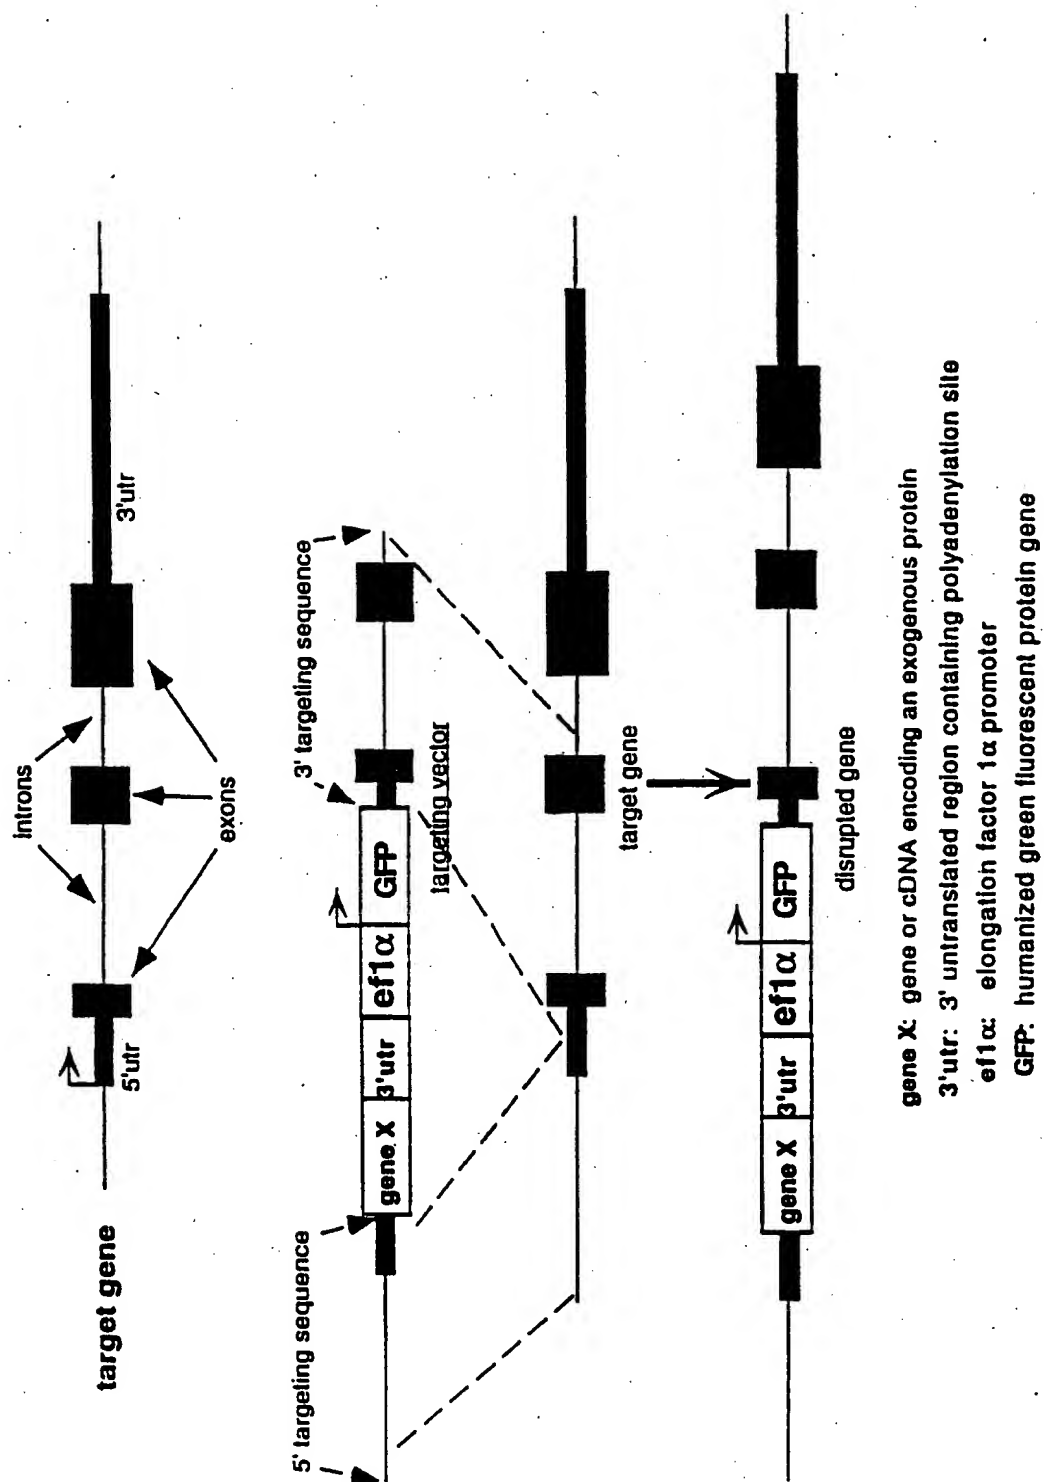 target gene
5'utr
introns
exons
3'utr
5' targeting sequence
3' targeting sequence
gene X
3'utr
ef1α
GFP
targeting vector
target gene
disrupted gene
gene X
3'utr
ef1α
GFP
gene X: gene or cDNA encoding an exogenous protein
3'utr: 3' untranslated region containing polyadenylation site
ef1α: elongation factor 1α promoter
GFP: humanized green fluorescent protein gene